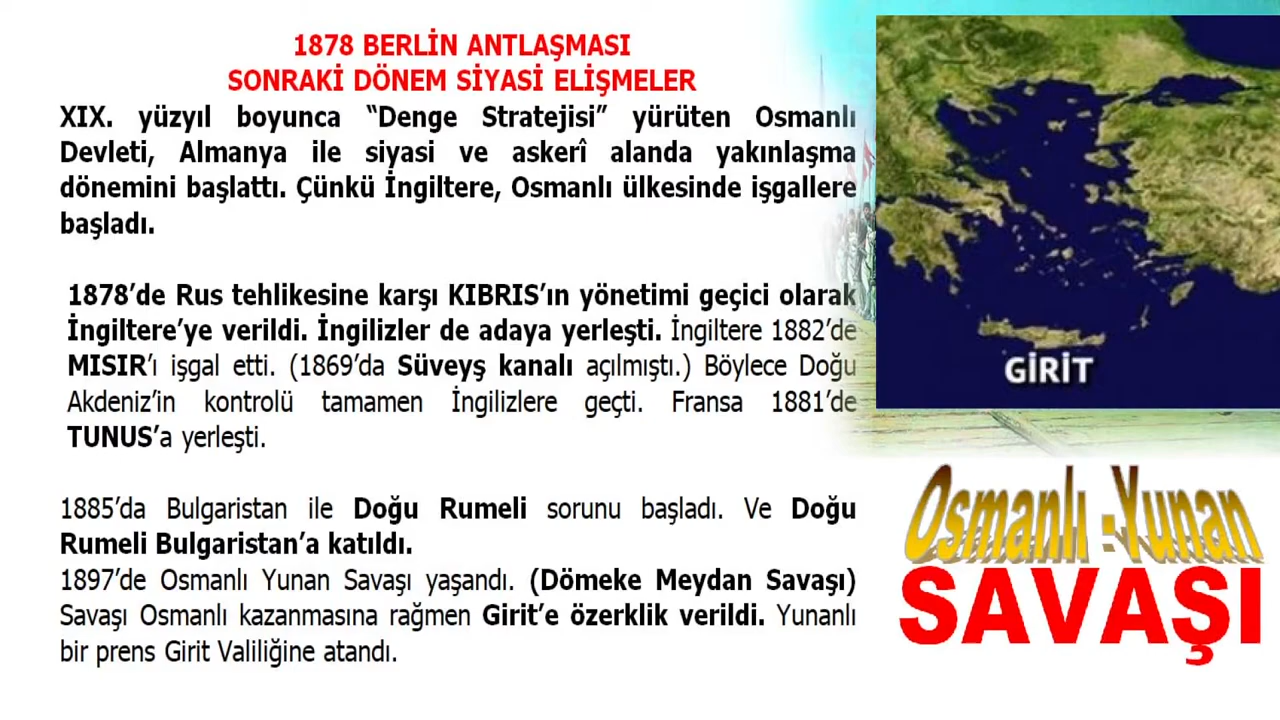 1878 BERLİN ANTLAŞMASI
SONRAKİ DÖNEM SİYASİ ELİŞMELER
XIX. yüzyıl boyunca “Denge Stratejisi” yürüten Osmanlı
Devleti, Almanya ile siyasi ve askerî alanda yakınlaşma
dönemini başlattı. Çünkü İngiltere, Osmanlı ülkesinde işgallere
başladı.
1878’de Rus tehlikesine karşı KIBRIS’ın yönetimi geçici olarak
İngiltere’ye verildi. İngilizler de adaya yerleşti. İngiltere 1882’de
MISIR’ı işgal etti. (1869’da Süveyş kanalı açılmıştı.) Böylece Doğu
Akdeniz’in kontrolü tamamen İngilizlere geçti. Fransa 1881’de
TUNUS’a yerleşti.
1885’da Bulgaristan ile Doğu Rumeli sorunu başladı. Ve Doğu
Rumeli Bulgaristan’a katıldı.
1897’de Osmanlı Yunan Savaşı yaşandı. (Dömeke Meydan Savaşı)
Savaşı Osmanlı kazanmasına rağmen Girit’e özerklik verildi. Yunanlı
bir prens Girit Valiliğine atandı.
GİRİT
Osmanlı -Yunan
SAVAŞI